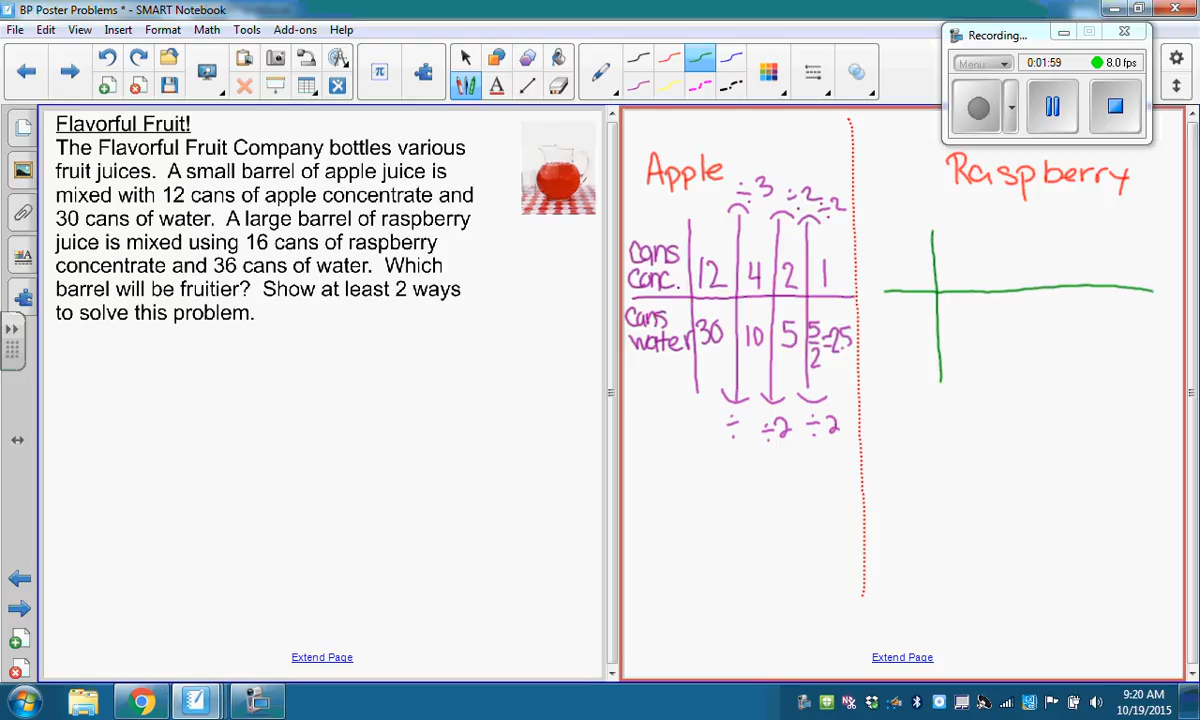 BP Poster Problems * - SMART Notebook
File Edit View Insert Format Math Tools Add-ons Help
Recording...
Menu 0:01:59 8.0 fps
Flavorful Fruit!
The Flavorful Fruit Company bottles various
fruit juices. A small barrel of apple juice is
mixed with 12 cans of apple concentrate and
30 cans of water. A large barrel of raspberry
juice is mixed using 16 cans of raspberry
concentrate and 36 cans of water. Which
barrel will be fruitier? Show at least 2 ways
to solve this problem.
Extend Page
Apple
÷3 ÷2 ÷2
cans
conc. 12 4 2 1
cans
water 30 10 5 5/2=2.5
÷ ÷2 ÷2
Raspberry
Extend Page
9:20 AM
10/19/2015